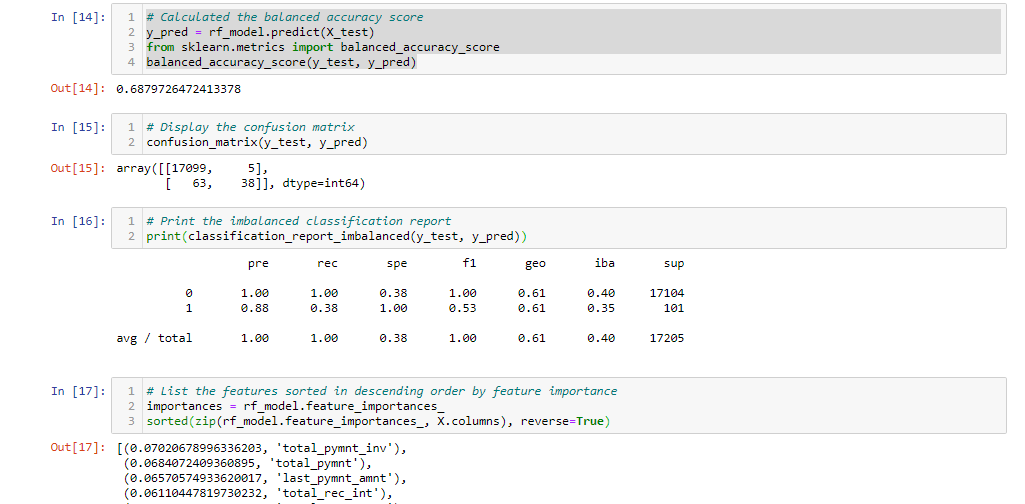 In [14]: 1 # Calculated the balanced accuracy score
2 y_pred = rf_model.predict(X_test)
3 from sklearn.metrics import balanced_accuracy_score
4 balanced_accuracy_score(y_test, y_pred)
Out[14]: 0.6879726472413378
In [15]: 1 # Display the confusion matrix
2 confusion_matrix(y_test, y_pred)
Out[15]: array([[17099,     5],
[   63,    38]], dtype=int64)
In [16]: 1 # Print the imbalanced classification report
2 print(classification_report_imbalanced(y_test, y_pred))
pre rec spe f1 geo iba sup
0 1.00 1.00 0.38 1.00 0.61 0.40 17104
1 0.88 0.38 1.00 0.53 0.61 0.35 101
avg / total 1.00 1.00 0.38 1.00 0.61 0.40 17205
In [17]: 1 # List the features sorted in descending order by feature importance
2 importances = rf_model.feature_importances_
3 sorted(zip(rf_model.feature_importances_, X.columns), reverse=True)
Out[17]: [(0.07020678996336203, 'total_pymnt_inv'),
(0.0684072409360895, 'total_pymnt'),
(0.06570574933620017, 'last_pymnt_amnt'),
(0.06110447819730232, 'total_rec_int'),